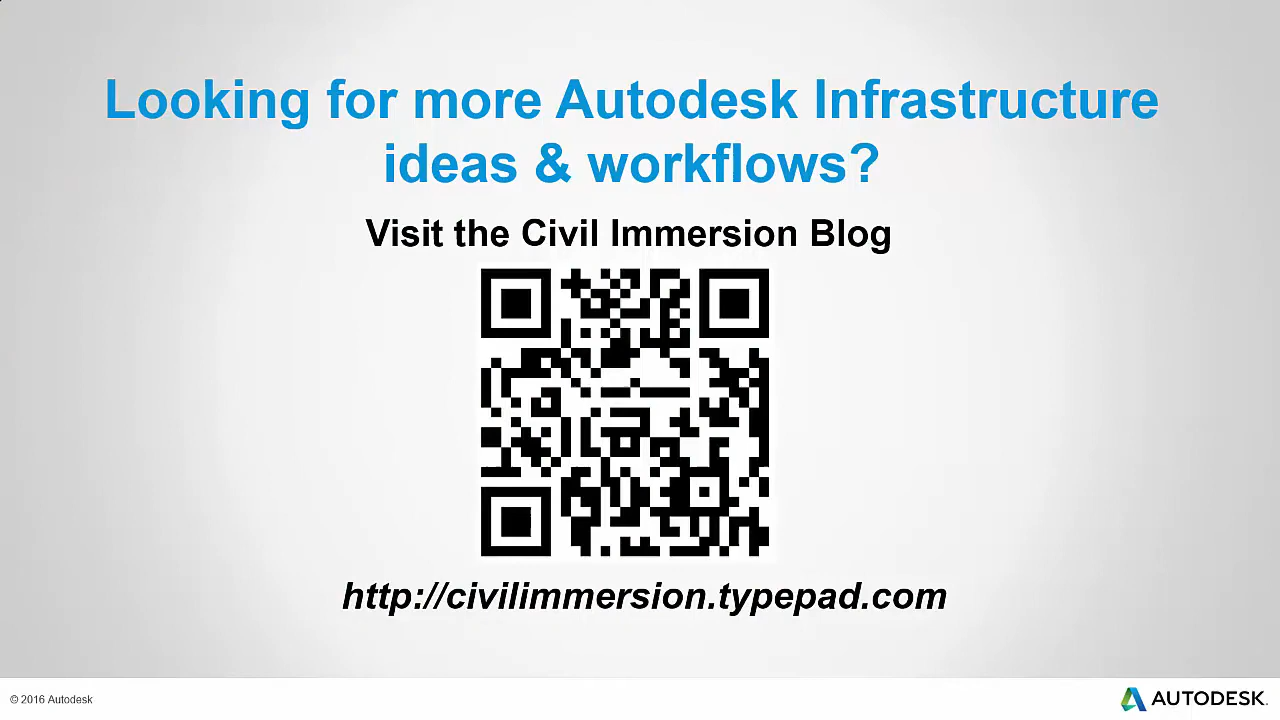 Looking for more Autodesk Infrastructure
ideas & workflows?
Visit the Civil Immersion Blog
http://civilimmersion.typepad.com
© 2016 Autodesk
AUTODESK.